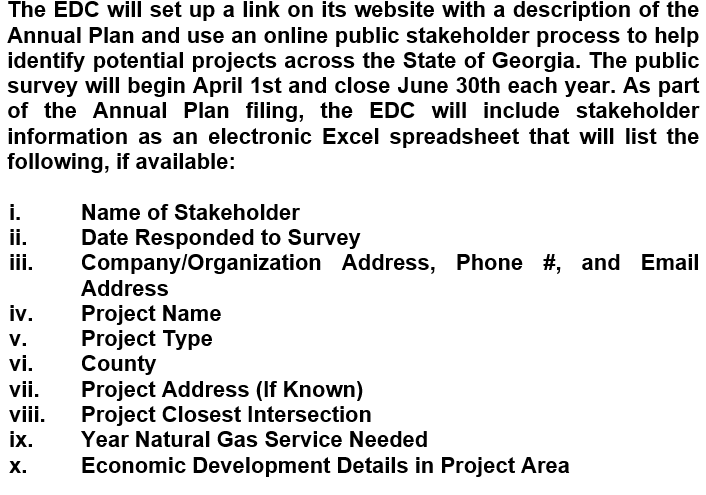 The EDC will set up a link on its website with a description of the
Annual Plan and use an online public stakeholder process to help
identify potential projects across the State of Georgia. The public
survey will begin April 1st and close June 30th each year. As part
of the Annual Plan filing, the EDC will include stakeholder
information as an electronic Excel spreadsheet that will list the
following, if available:
i. Name of Stakeholder
ii. Date Responded to Survey
iii. Company/Organization Address, Phone #, and Email
Address
iv. Project Name
v. Project Type
vi. County
vii. Project Address (If Known)
viii. Project Closest Intersection
ix. Year Natural Gas Service Needed
x. Economic Development Details in Project Area